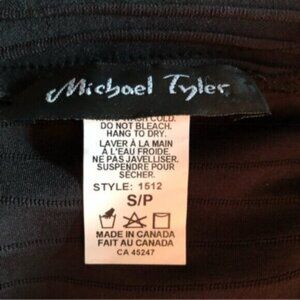 Michael Tyler
HAND WASH COLD.
DO NOT BLEACH.
HANG TO DRY.
LAVER À LA MAIN
À L'EAU FROIDE.
NE PAS JAVELLISER.
SUSPENDRE POUR
SÉCHER.
STYLE: 1512
S/P
MADE IN CANADA
FAIT AU CANADA
CA 45247